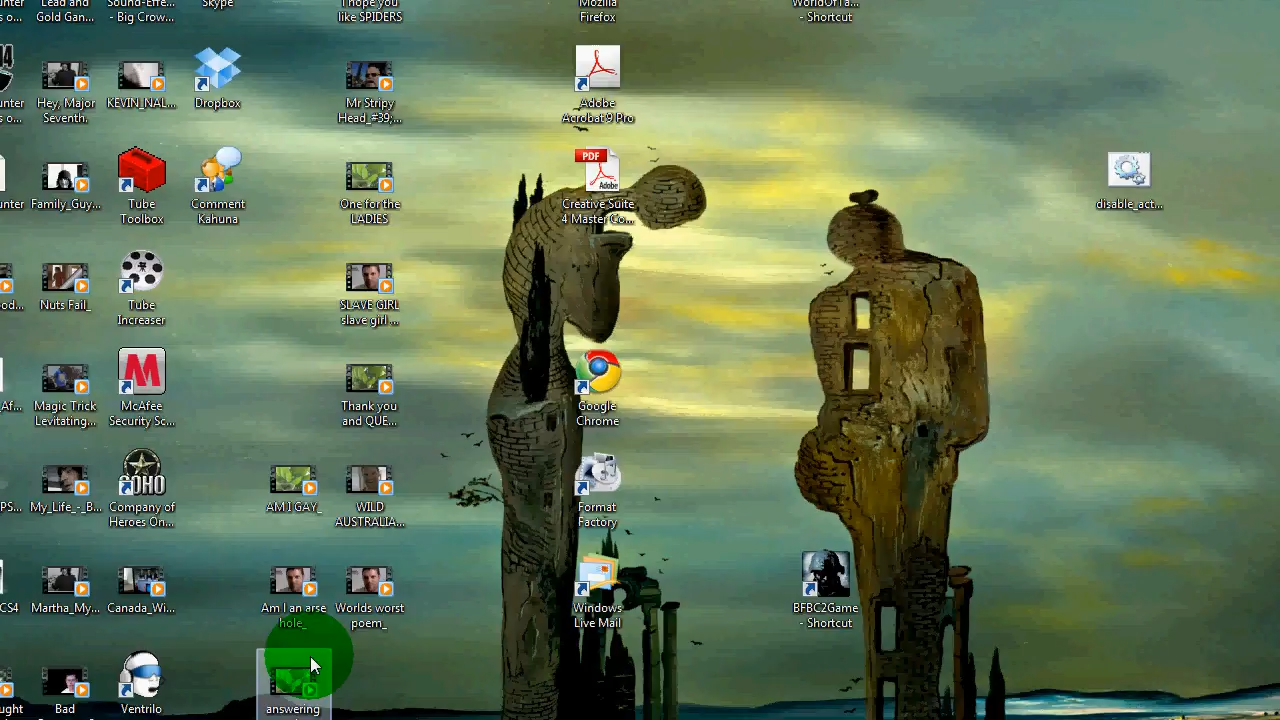 unter
s o...
Lead and
Gold Gan...
Sound-Effe...
- Big Crow...
Skype
I hope you
like SPIDERS
Mozilla
Firefox
WorldOfTa...
- Shortcut
unter
s o...
Hey, Major
Seventh.
KEVIN_NAL...
Dropbox
Mr Stripy
Head_#39;...
Adobe
Acrobat 9 Pro
unter
Family_Guy...
Tube
Toolbox
Comment
Kahuna
One for the
LADIES
PDF
Adobe
Creative Suite
4 Master Co...
disable_act...
od...
Nuts Fail_
Tube
Increaser
SLAVE GIRL
slave girl ...
_Af...
Magic Trick
Levitating...
McAfee
Security Sc...
Thank you
and QUE...
Google
Chrome
PS...
My_Life_-_B...
Company of
Heroes On...
AM I GAY_
WILD
AUSTRALIA...
Format
Factory
CS4
Martha_My...
Canada_Wi...
Am I an arse
hole_
Worlds worst
poem_
Windows
Live Mail
BFBC2Game
- Shortcut
ught
Bad
Ventrilo
answering